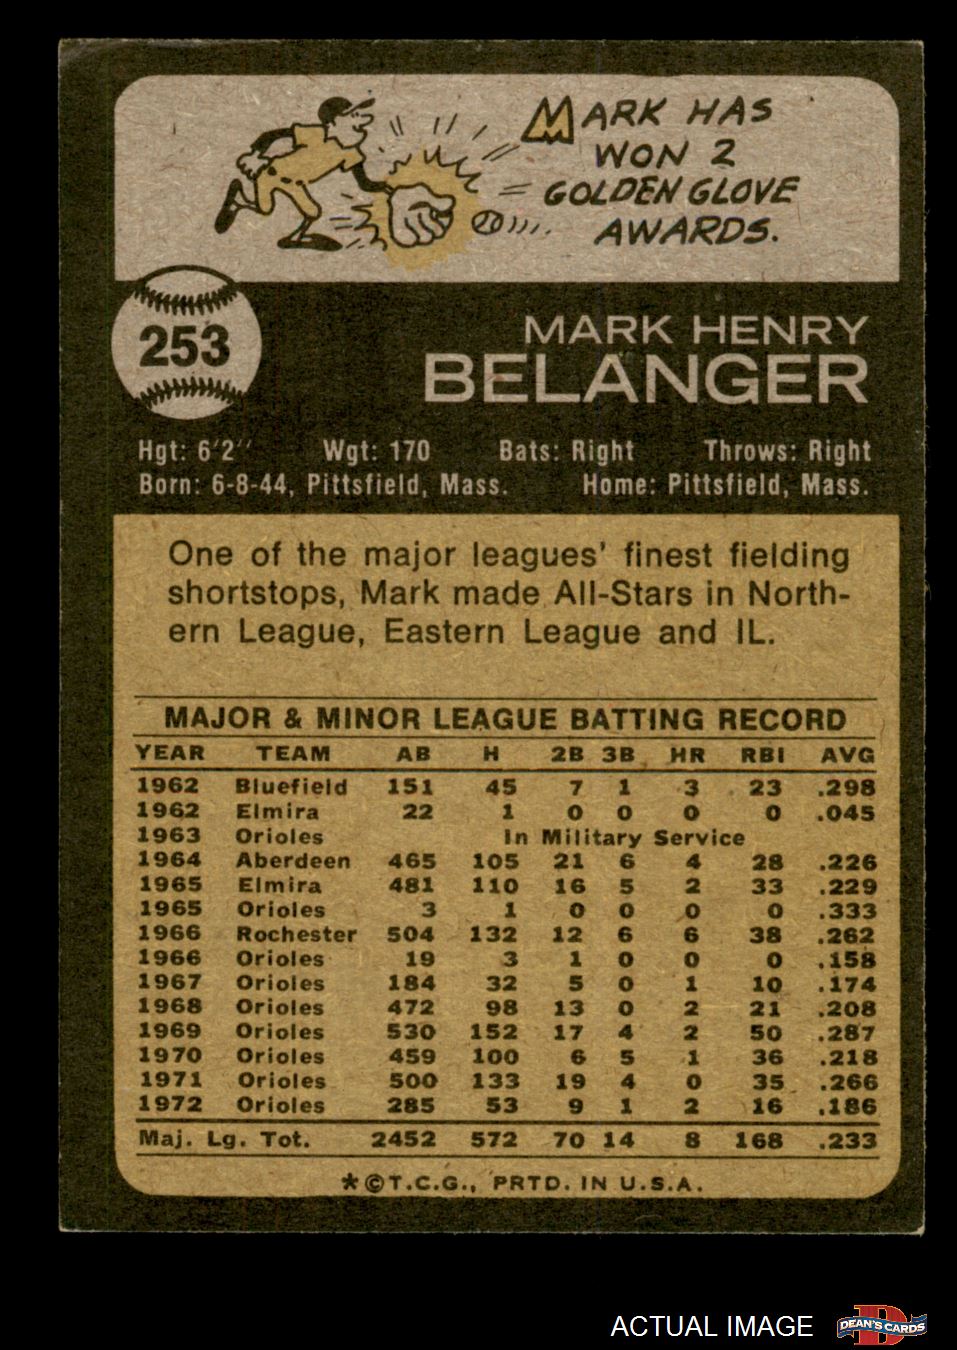 MARK HAS
WON 2
GOLDEN GLOVE
AWARDS.
253
MARK HENRY
BELANGER
Hgt: 6'2'' Wgt: 170 Bats: Right Throws: Right
Born: 6-8-44, Pittsfield, Mass. Home: Pittsfield, Mass.
One of the major leagues' finest fielding
shortstops, Mark made All-Stars in North-
ern League, Eastern League and IL.
MAJOR & MINOR LEAGUE BATTING RECORD
YEAR TEAM AB H 2B 3B HR RBI AVG
1962 Bluefield 151 45 7 1 3 23 .298
1962 Elmira 22 1 0 0 0 0 .045
1963 Orioles In Military Service
1964 Aberdeen 465 105 21 6 4 28 .226
1965 Elmira 481 110 16 5 2 33 .229
1965 Orioles 3 1 0 0 0 0 .333
1966 Rochester 504 132 12 6 6 38 .262
1966 Orioles 19 3 1 0 0 0 .158
1967 Orioles 184 32 5 0 1 10 .174
1968 Orioles 472 98 13 0 2 21 .208
1969 Orioles 530 152 17 4 2 50 .287
1970 Orioles 459 100 6 5 1 36 .218
1971 Orioles 500 133 19 4 0 35 .266
1972 Orioles 285 53 9 1 2 16 .186
Maj. Lg. Tot. 2452 572 70 14 8 168 .233
*©T.C.G., PRTD. IN U.S.A.
ACTUAL IMAGE
D
DEAN'S CARDS